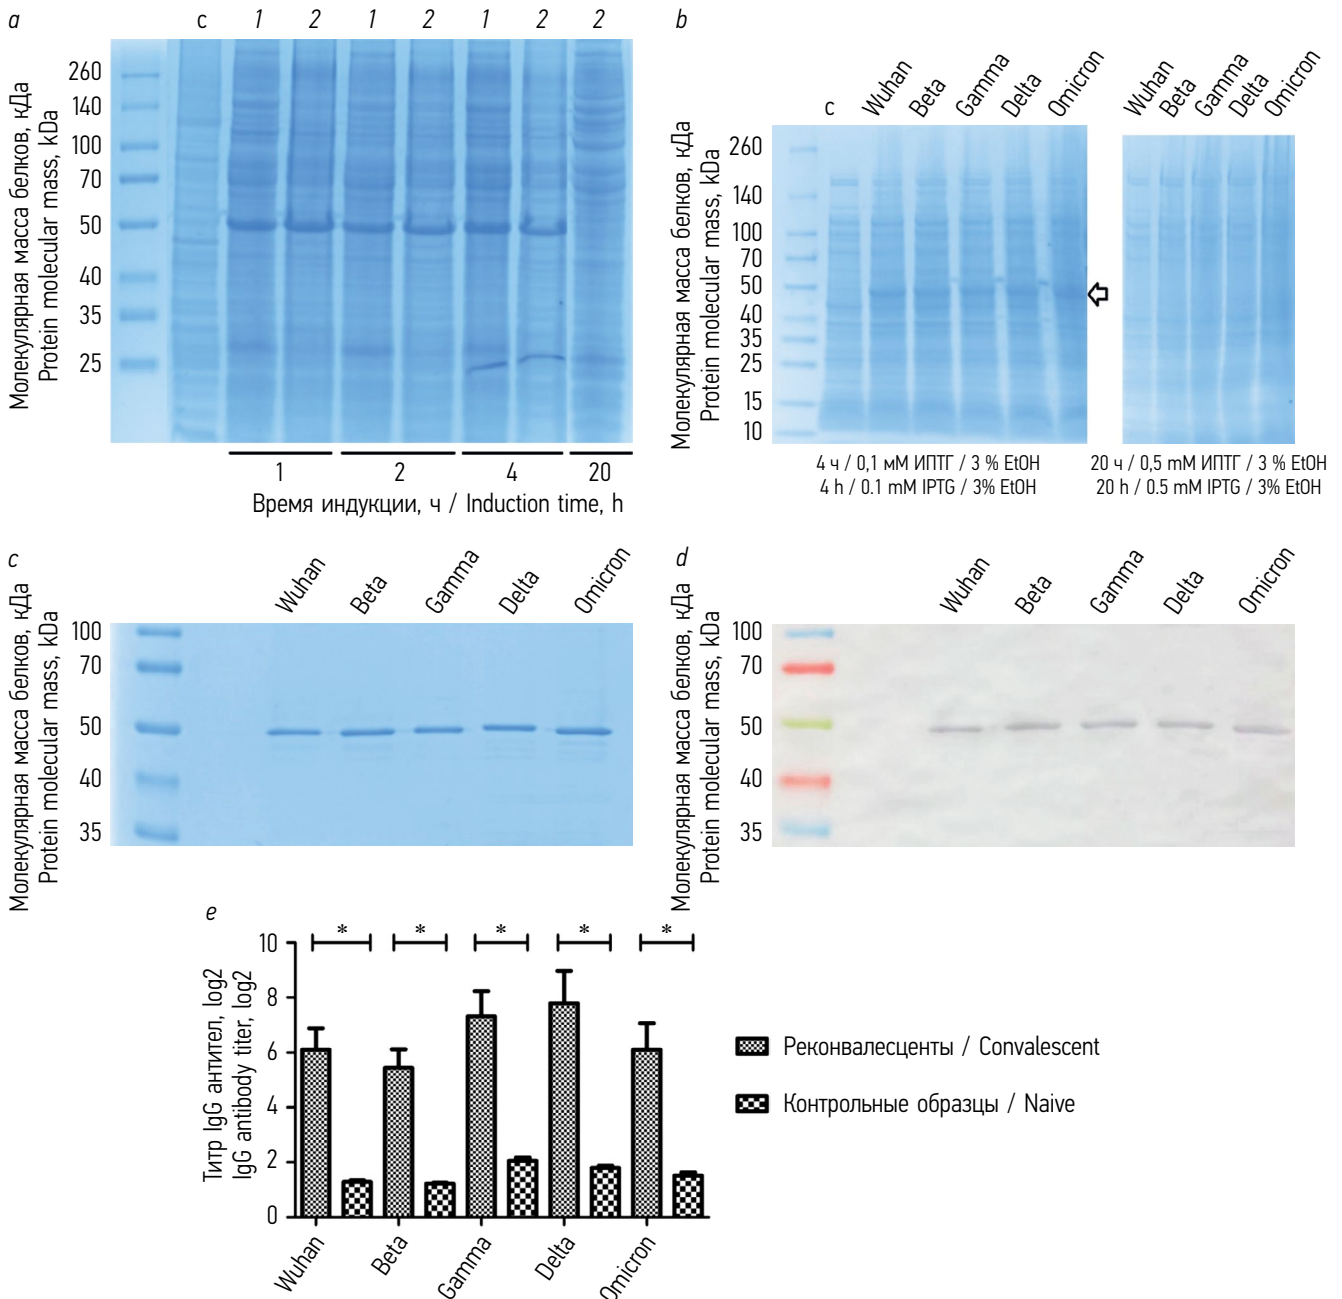 a
Молекулярная масса белков, кДа
Protein molecular mass, kDa
c 1 2 1 2 1 2 2
260
140
100
70
50
40
35
25
1 2 4 20
Время индукции, ч / Induction time, h
b
Молекулярная масса белков, кДа
Protein molecular mass, kDa
c Wuhan Beta Gamma Delta Omicron
Wuhan Beta Gamma Delta Omicron
260
140
100
70
50
40
35
25
15
10
4 ч / 0,1 мМ ИПТГ / 3 % EtOH
4 h / 0.1 mM IPTG / 3% EtOH
20 ч / 0,5 mM ИПТГ / 3 % EtOH
20 h / 0.5 mM IPTG / 3% EtOH
c
Молекулярная масса белков, кДа
Protein molecular mass, kDa
Wuhan Beta Gamma Delta Omicron
100
70
50
40
35
d
Молекулярная масса белков, кДа
Protein molecular mass, kDa
Wuhan Beta Gamma Delta Omicron
100
70
50
40
35
e
Титр IgG анител, log2
IgG antibody titer, log2
* * * * *
10
8
6
4
2
0
Wuhan Beta Gamma Delta Omicron
Реконвалесценты / Convalescent
Контрольные образцы / Naive